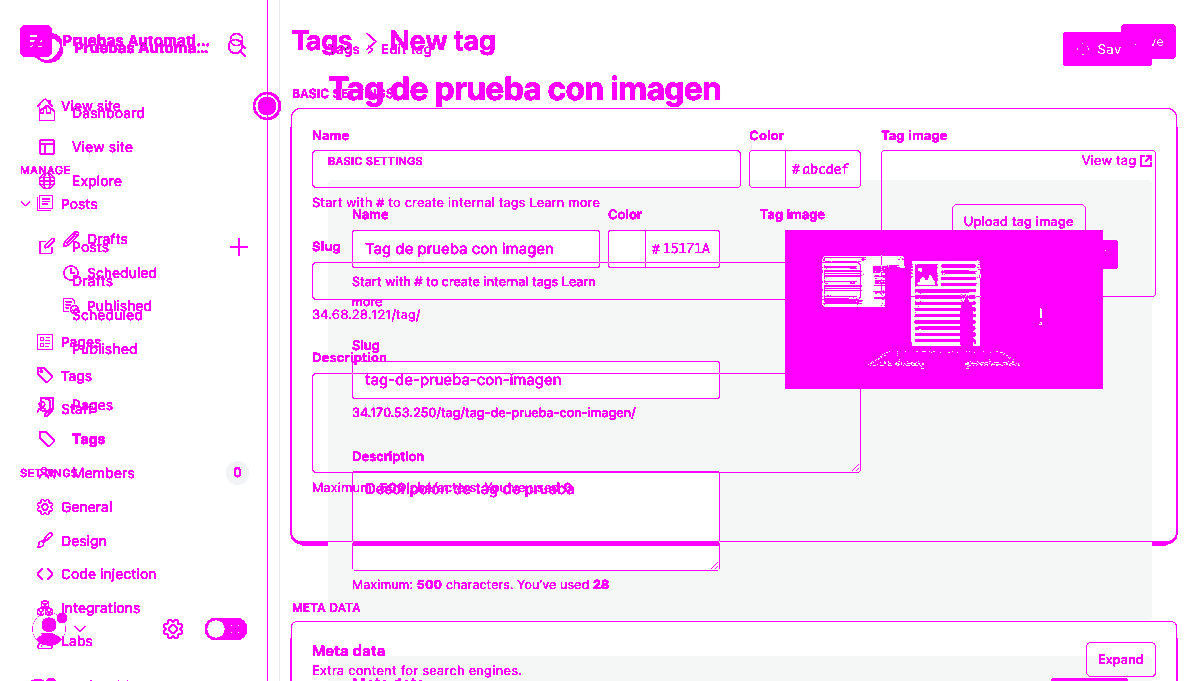 Pruebas Automati...
Pruebas Automa...
View site
Dashboard
View site
MANAGE
Explore
Posts
Drafts
Posts
Scheduled
Drafts
Published
Scheduled
Pages
Published
Tags
Staff
Pages
Tags
SETTINGS
Members
0
General
Design
Code injection
Integrations
Labs
Tags > New tag
Tags > Edit tag
Sav
ve
Tag de prueba con imagen
BASIC SETTINGS
Name
Color
Tag image
BASIC SETTINGS
#abcdef
View tag
Start with # to create internal tags Learn more
Name
Color
Tag image
Upload tag image
Slug
Tag de prueba con imagen
#15171A
Start with # to create internal tags Learn
more
34.68.28.121/tag/
Slug
Description
tag-de-prueba-con-imagen
34.170.53.250/tag/tag-de-prueba-con-imagen/
Description
Maximum: 500 characters. You've used 0
Descripción de tag de prueba
Maximum: 500 characters. You've used 28
META DATA
Meta data
Extra content for search engines.
Expand
Meta data